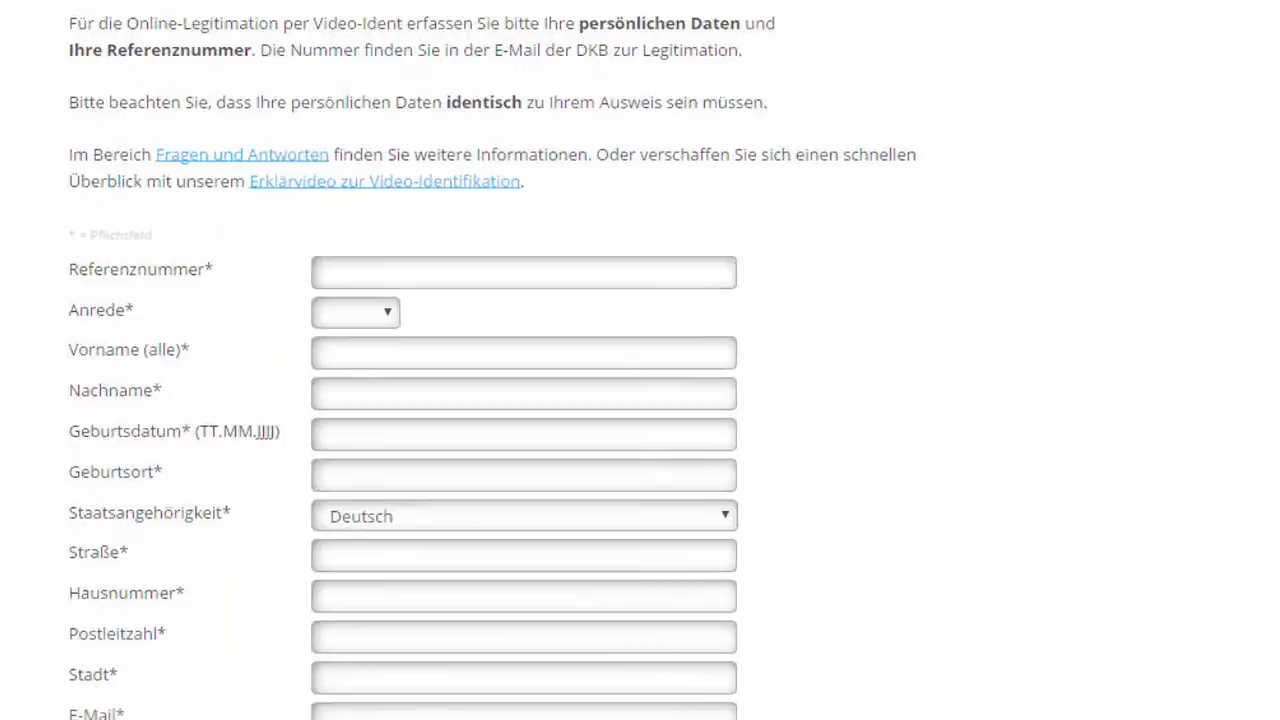 Für die Online-Legitimation per Video-Ident erfassen Sie bitte Ihre persönlichen Daten und
Ihre Referenznummer. Die Nummer finden Sie in der E-Mail der DKB zur Legitimation.
Bitte beachten Sie, dass Ihre persönlichen Daten identisch zu Ihrem Ausweis sein müssen.
Im Bereich Fragen und Antworten finden Sie weitere Informationen. Oder verschaffen Sie sich einen schnellen
Überblick mit unserem Erklärvideo zur Video-Identifikation.
* = Pflichtfeld
Referenznummer*
Anrede*
Vorname (alle)*
Nachname*
Geburtsdatum* (TT.MM.JJJJ)
Geburtsort*
Staatsangehörigkeit* Deutsch
Straße*
Hausnummer*
Postleitzahl*
Stadt*
E-Mail*